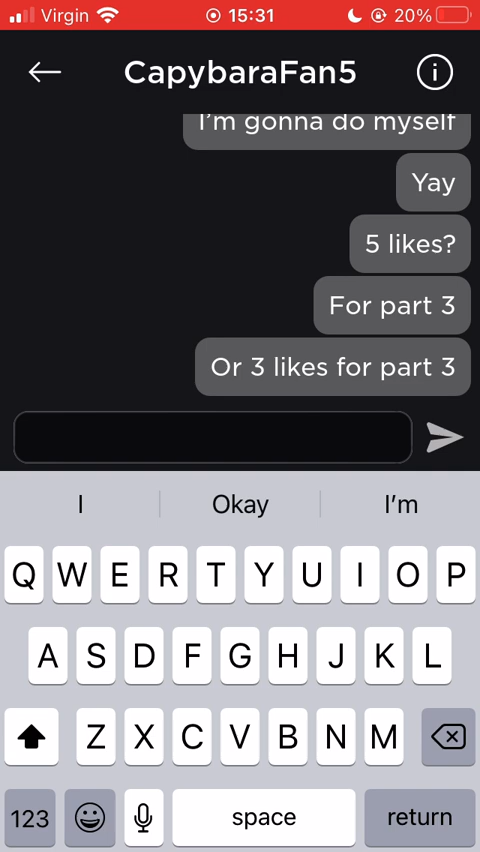 Virgin 15:31 20%
CapybaraFan5
I'm gonna do myself
Yay
5 likes?
For part 3
Or 3 likes for part 3
I Okay I'm
Q W E R T Y U I O P
A S D F G H J K L
Z X C V B N M
123 space return